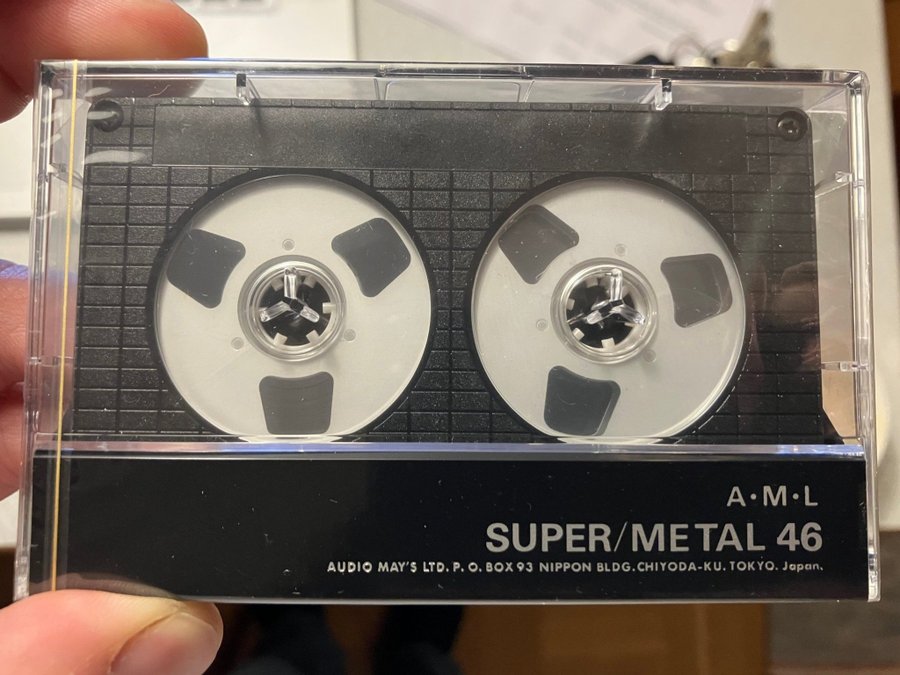 A·M·L
SUPER/METAL 46
AUDIO MAY'S LTD. P. O. BOX 93 NIPPON BLDG. CHIYODA-KU. TOKYO. Japan.